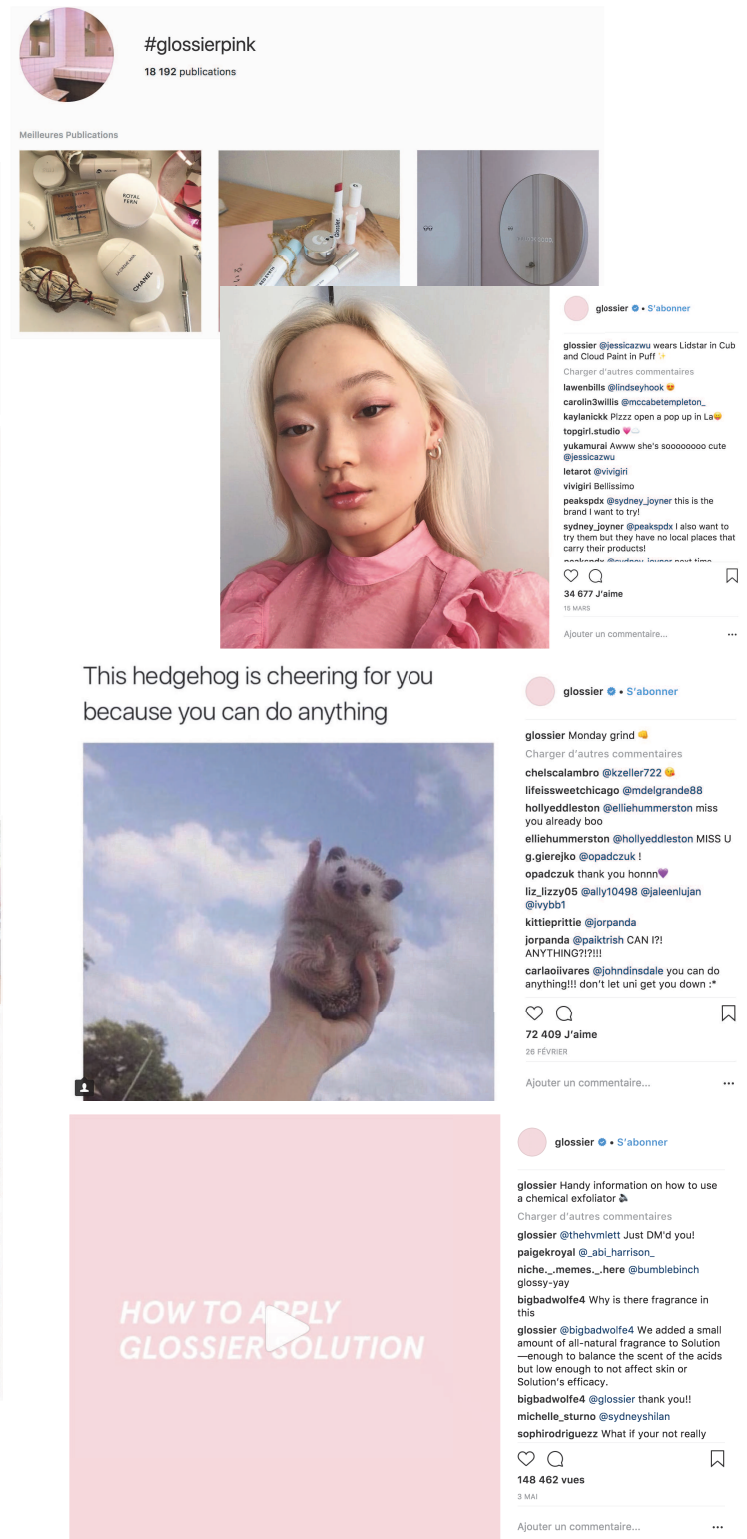 #glossierpink
18 192 publications
Meilleures Publications
ROYAL
FERN
CHANEL
Glossier.
glossier • S'abonner
glossier @jessicazwu wears Lidstar in Cub
and Cloud Paint in Puff ✨
Charger d'autres commentaires
lawenbills @lindseyhook 😍
carolin3willis @mccabetempleton_
kaylanickk Plzzz open a pop up in La😛
topgirl.studio 💗☁️
yukamurai Awww she's sooooooooo cute
@jessicazwu
letarot @vivigiri
vivigiri Bellissimo
peakspdx @sydney_joyner this is the
brand I want to try!
sydney_joyner @peakspdx I also want to
try them but they have no local places that
carry their products!
peakspdx @sydney_joyner next time
34 677 J'aime
15 MARS
Ajouter un commentaire...
This hedgehog is cheering for you
because you can do anything
glossier • S'abonner
glossier Monday grind 👊
Charger d'autres commentaires
chelscalambro @kzeller722 😘
lifeissweetchicago @mdelgrande88
hollyeddleston @elliehummerston miss
you already boo
elliehummerston @hollyeddleston MISS U
g.gierejko @opadczuk !
opadczuk thank you honnn💜
liz_lizzy05 @ally10498 @jaleenlujan
@ivybb1
kittieprittie @jorpanda
jorpanda @paiktrish CAN I?!
ANYTHING?!?!!!
carlaoiivares @johndinsdale you can do
anything!!! don't let uni get you down :*
72 409 J'aime
26 FÉVRIER
Ajouter un commentaire...
HOW TO APPLY
GLOSSIER SOLUTION
glossier • S'abonner
glossier Handy information on how to use
a chemical exfoliator 🔊
Charger d'autres commentaires
glossier @thehvmlett Just DM'd you!
paigekroyal @_abi_harrison_
niche._.memes._.here @bumblebinch
glossy-yay
bigbadwolfe4 Why is there fragrance in
this
glossier @bigbadwolfe4 We added a small
amount of all-natural fragrance to Solution
—enough to balance the scent of the acids
but low enough to not affect skin or
Solution's efficacy.
bigbadwolfe4 @glossier thank you!!
michelle_sturno @sydneyshilan
sophirodriguezz What if your not really
148 462 vues
3 MAI
Ajouter un commentaire...